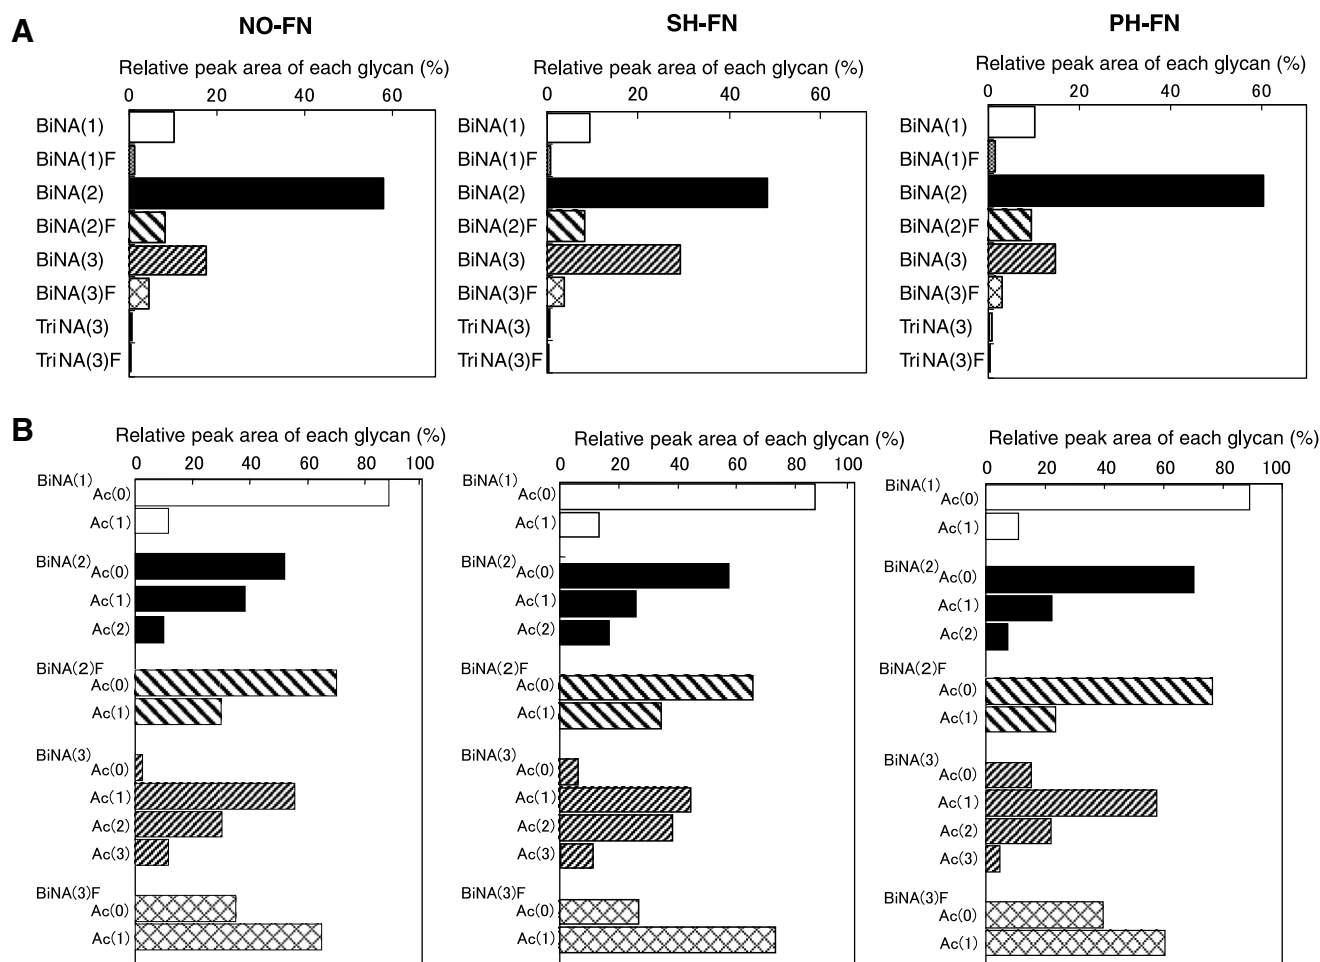 A
NO-FN
SH-FN
PH-FN
Relative peak area of each glycan (%)
0 20 40 60
BiNA(1)
BiNA(1)F
BiNA(2)
BiNA(2)F
BiNA(3)
BiNA(3)F
TriNA(3)
TriNA(3)F
Relative peak area of each glycan (%)
0 20 40 60
BiNA(1)
BiNA(1)F
BiNA(2)
BiNA(2)F
BiNA(3)
BiNA(3)F
TriNA(3)
TriNA(3)F
Relative peak area of each glycan (%)
0 20 40 60
BiNA(1)
BiNA(1)F
BiNA(2)
BiNA(2)F
BiNA(3)
BiNA(3)F
TriNA(3)
TriNA(3)F
B
Relative peak area of each glycan (%)
0 20 40 60 80 100
BiNA(1)
Ac(0)
Ac(1)
BiNA(2)
Ac(0)
Ac(1)
Ac(2)
BiNA(2)F
Ac(0)
Ac(1)
BiNA(3)
Ac(0)
Ac(1)
Ac(2)
Ac(3)
BiNA(3)F
Ac(0)
Ac(1)
Relative peak area of each glycan (%)
0 20 40 60 80 100
BiNA(1)
Ac(0)
Ac(1)
BiNA(2)
Ac(0)
Ac(1)
Ac(2)
BiNA(2)F
Ac(0)
Ac(1)
BiNA(3)
Ac(0)
Ac(1)
Ac(2)
Ac(3)
BiNA(3)F
Ac(0)
Ac(1)
Relative peak area of each glycan (%)
0 20 40 60 80 100
BiNA(1)
Ac(0)
Ac(1)
BiNA(2)
Ac(0)
Ac(1)
Ac(2)
BiNA(2)F
Ac(0)
Ac(1)
BiNA(3)
Ac(0)
Ac(1)
Ac(2)
Ac(3)
BiNA(3)F
Ac(0)
Ac(1)